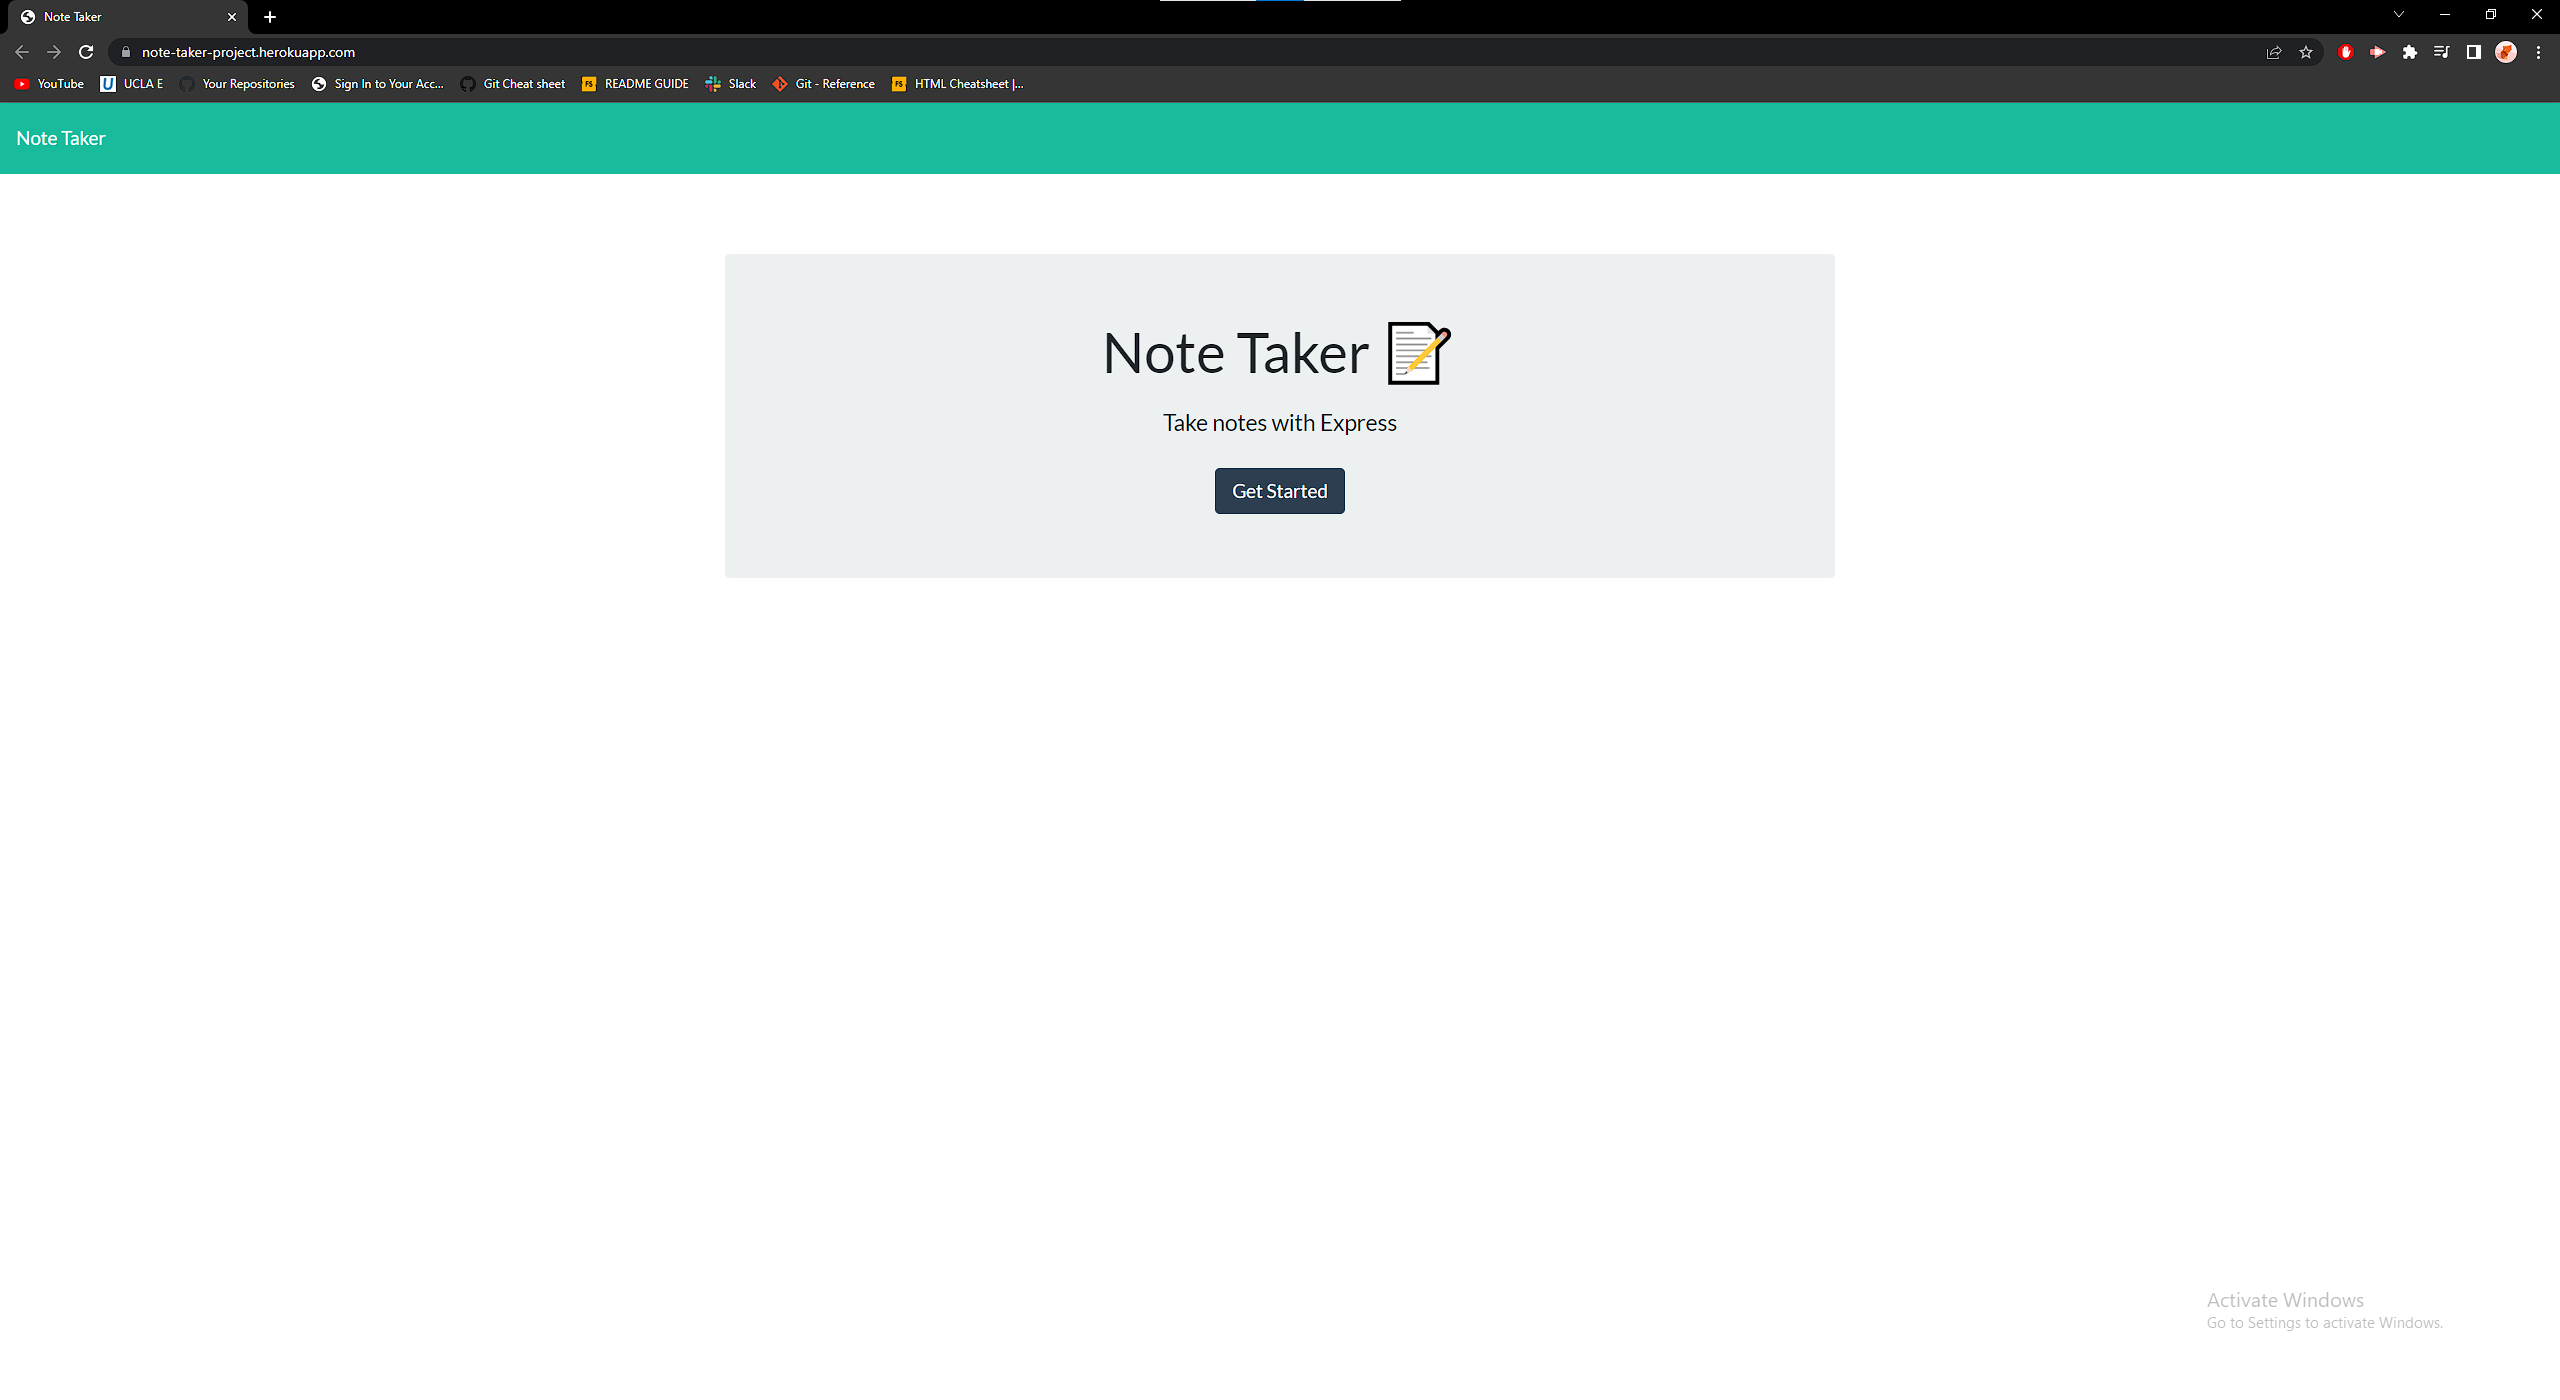 Note Taker
note-taker-project.herokuapp.com
YouTube UCLA E Your Repositories Sign In to Your Acc... Git Cheat sheet README GUIDE Slack Git - Reference HTML Cheatsheet |...
Note Taker
Note Taker
Take notes with Express
Get Started
Activate Windows
Go to Settings to activate Windows.